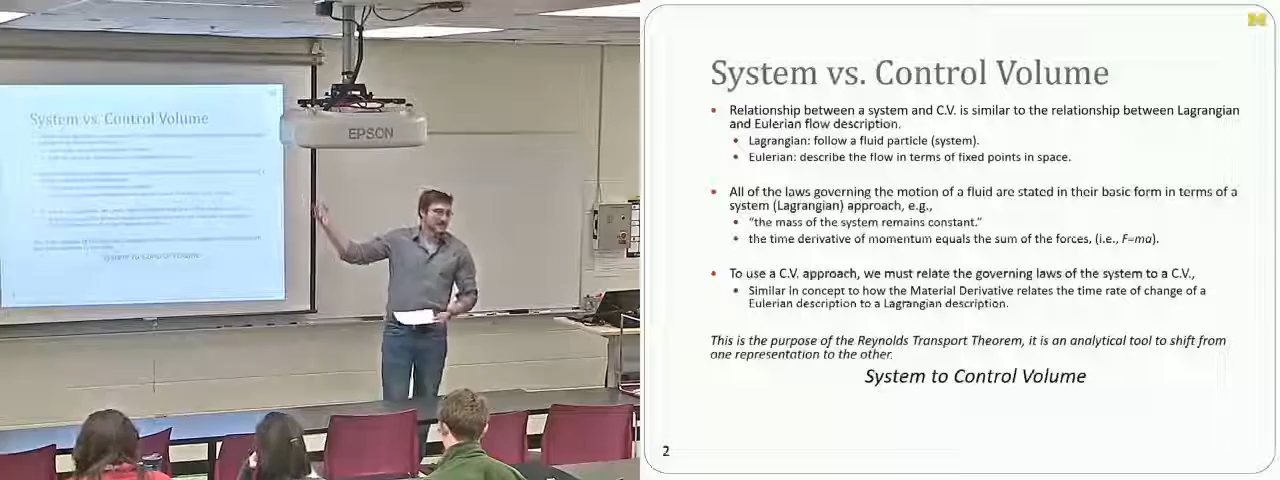 System vs. Control Volume
System to Control Volume
EPSON
M
System vs. Control Volume
Relationship between a system and C.V. is similar to the relationship between Lagrangian
and Eulerian flow description.
Lagrangian: follow a fluid particle (system).
Eulerian: describe the flow in terms of fixed points in space.
All of the laws governing the motion of a fluid are stated in their basic form in terms of a
system (Lagrangian) approach, e.g.,
“the mass of the system remains constant.”
the time derivative of momentum equals the sum of the forces, (i.e., F=ma).
To use a C.V. approach, we must relate the governing laws of the system to a C.V.,
Similar in concept to how the Material Derivative relates the time rate of change of a
Eulerian description to a Lagrangian description.
This is the purpose of the Reynolds Transport Theorem, it is an analytical tool to shift from
one representation to the other.
System to Control Volume
2